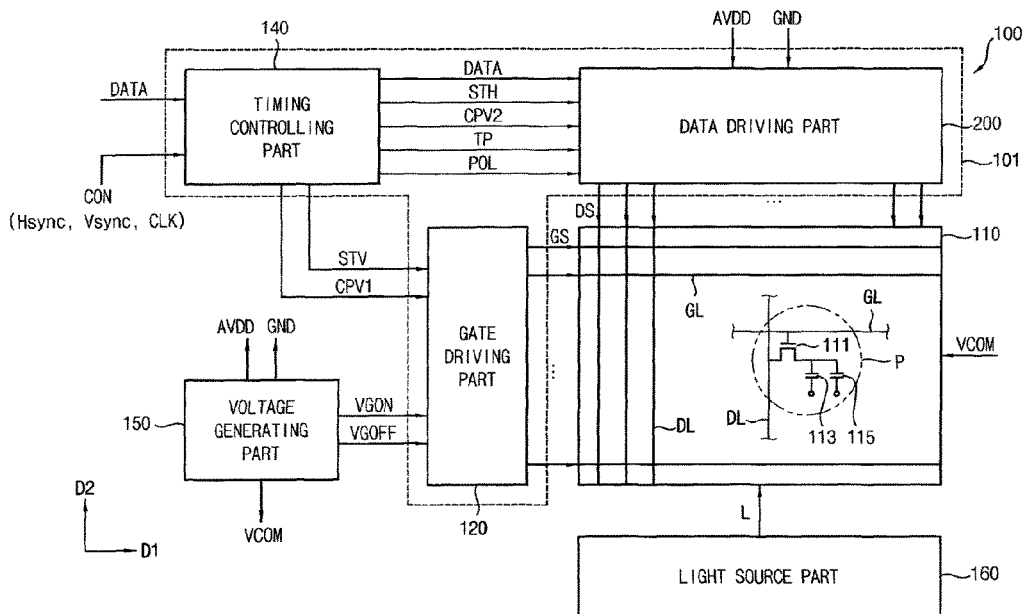 140
AVDD GND
100
DATA
TIMING
CONTROLLING
PART
DATA
STH
CPV2
TP
POL
DATA DRIVING PART
200
101
CON
(Hsync, Vsync, CLK)
DS
...
110
GS
STV
CPV1
GL
GL
111
P
VCOM
AVDD GND
GATE
DRIVING
PART
...
150
VOLTAGE
GENERATING
PART
VGON
VGOFF
DL
DL
113
115
D2
D1
VCOM
120
L
LIGHT SOURCE PART
160